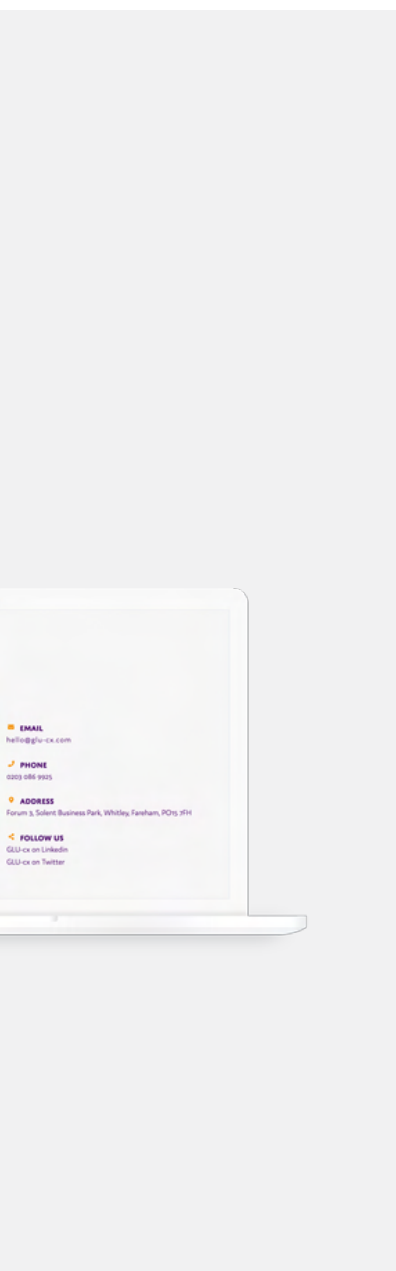 EMAIL
hello@glu-cx.com
PHONE
0203 086 9925
ADDRESS
Forum 3, Solent Business Park, Whitley, Fareham, PO15 7FH
FOLLOW US
GLU-cx on Linkedin
GLU-cx on Twitter